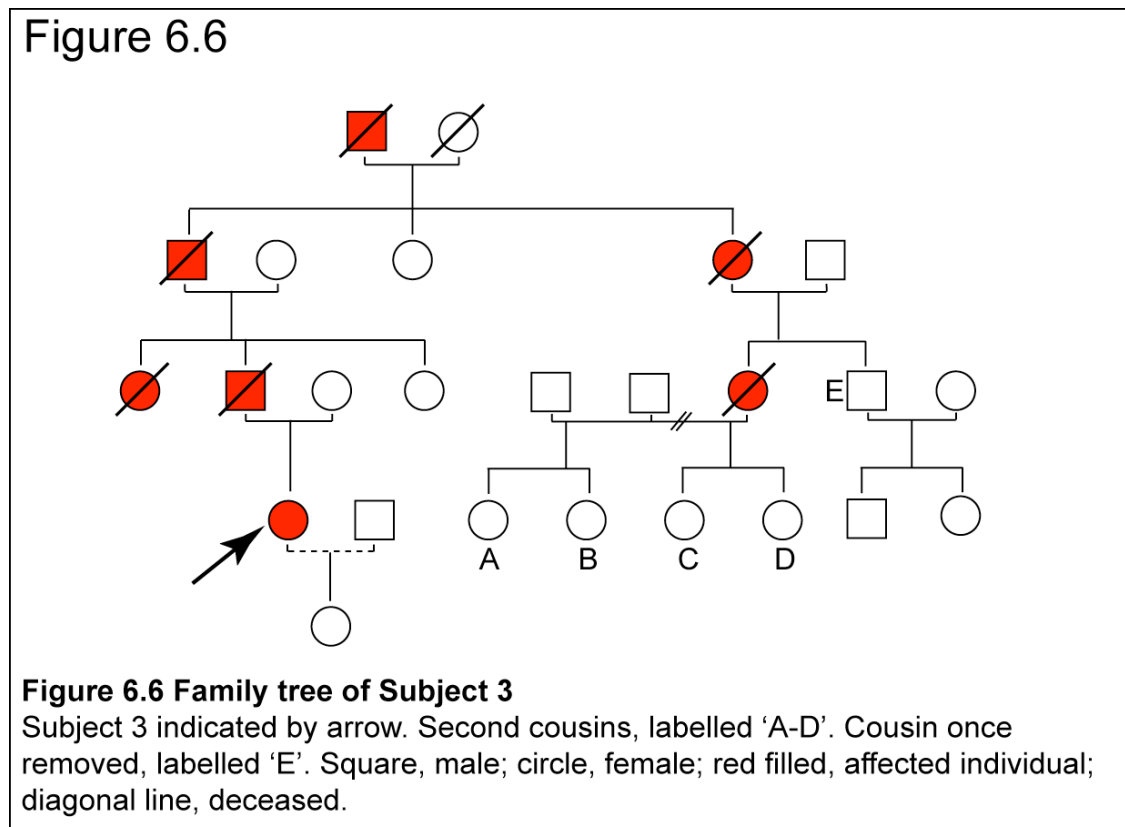 Figure 6.6
E
A B C D
Figure 6.6 Family tree of Subject 3
Subject 3 indicated by arrow. Second cousins, labelled ‘A-D’. Cousin once
removed, labelled ‘E’. Square, male; circle, female; red filled, affected individual;
diagonal line, deceased.